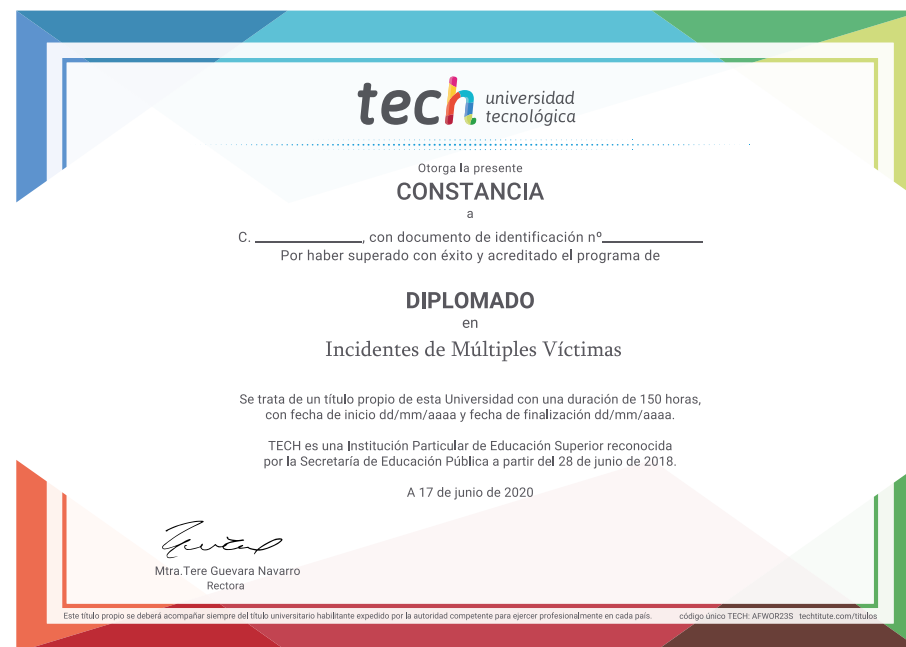 tech universidad
tecnológica
Otorga la presente
CONSTANCIA
a
C. ____________, con documento de identificación nº____________
Por haber superado con éxito y acreditado el programa de
DIPLOMADO
en
Incidentes de Múltiples Víctimas
Se trata de un título propio de esta Universidad con una duración de 150 horas,
con fecha de inicio dd/mm/aaaa y fecha de finalización dd/mm/aaaa.
TECH es una Institución Particular de Educación Superior reconocida
por la Secretaría de Educación Pública a partir del 28 de junio de 2018.
A 17 de junio de 2020
Mtra.Tere Guevara Navarro
Rectora
Este título propio se deberá acompañar siempre del título universitario habilitante expedido por la autoridad competente para ejercer profesionalmente en cada país. código único TECH: AFWOR23S techtitute.com/titulos